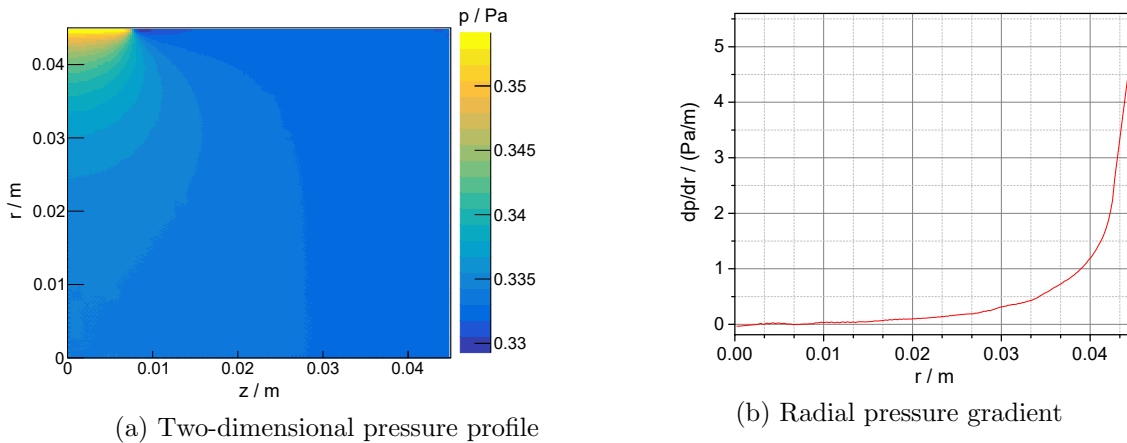 p / Pa
0.35
0.345
0.34
0.335
0.33
0.04
0.03
0.02
0.01
0
r / m
0 0.01 0.02 0.03 0.04
z / m
(a) Two-dimensional pressure profile
5
4
3
2
1
0
dp/dr / (Pa/m)
0.00 0.01 0.02 0.03 0.04
r / m
(b) Radial pressure gradient